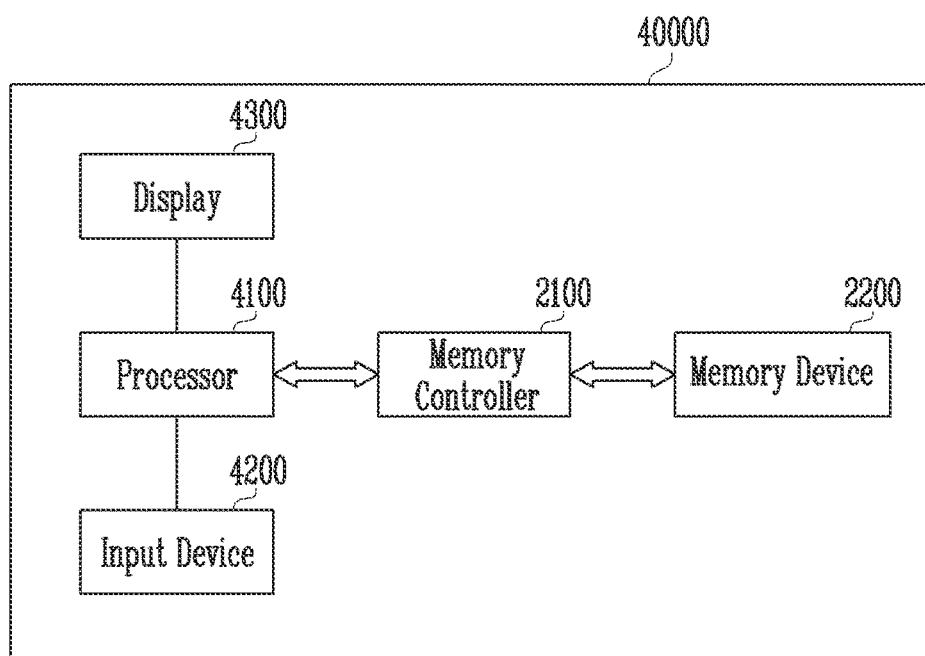 40000
4300
Display
4100
2100
2200
Processor
Memory
Controller
Memory Device
4200
Input Device